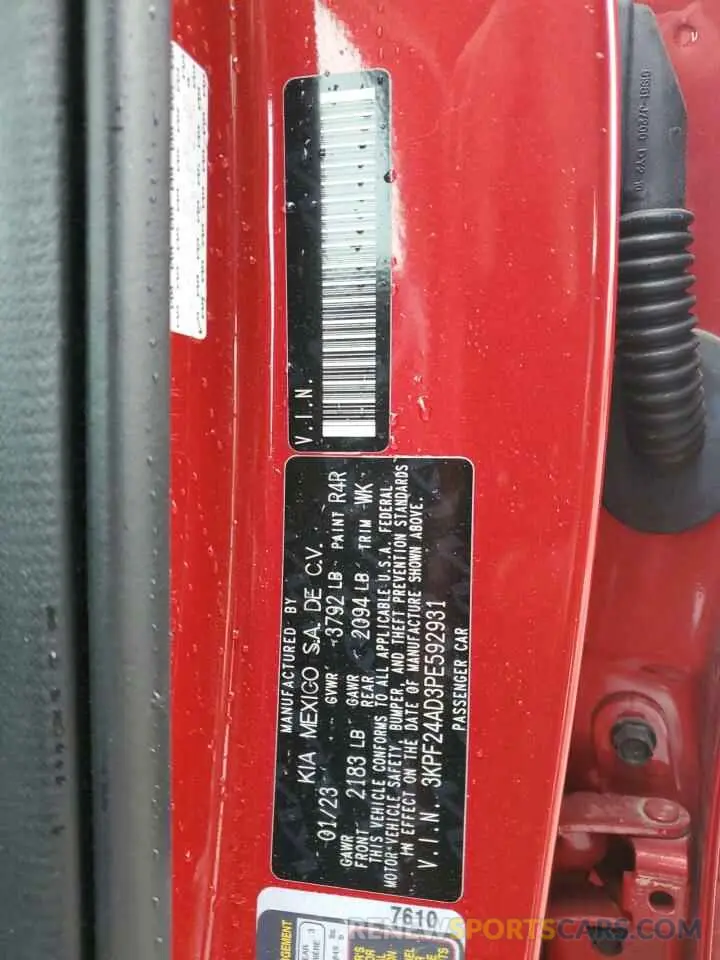 V.I.N.
MANUFACTURED BY
KIA MEXICO S.A. DE C.V.
01/23 GVWR 3792 LB PAINT R4R
GAWR FRONT 2183 LB GAWR REAR 2094 LB TRIM WK
THIS VEHICLE CONFORMS TO ALL APPLICABLE U.S.A. FEDERAL
MOTOR VEHICLE SAFETY, BUMPER, AND THEFT PREVENTION STANDARDS
IN EFFECT ON THE DATE OF MANUFACTURE SHOWN ABOVE.
V.I.N. 3KPF24AD3PE592931
PASSENGER CAR
7610
RENEWSPORTSCARS.COM